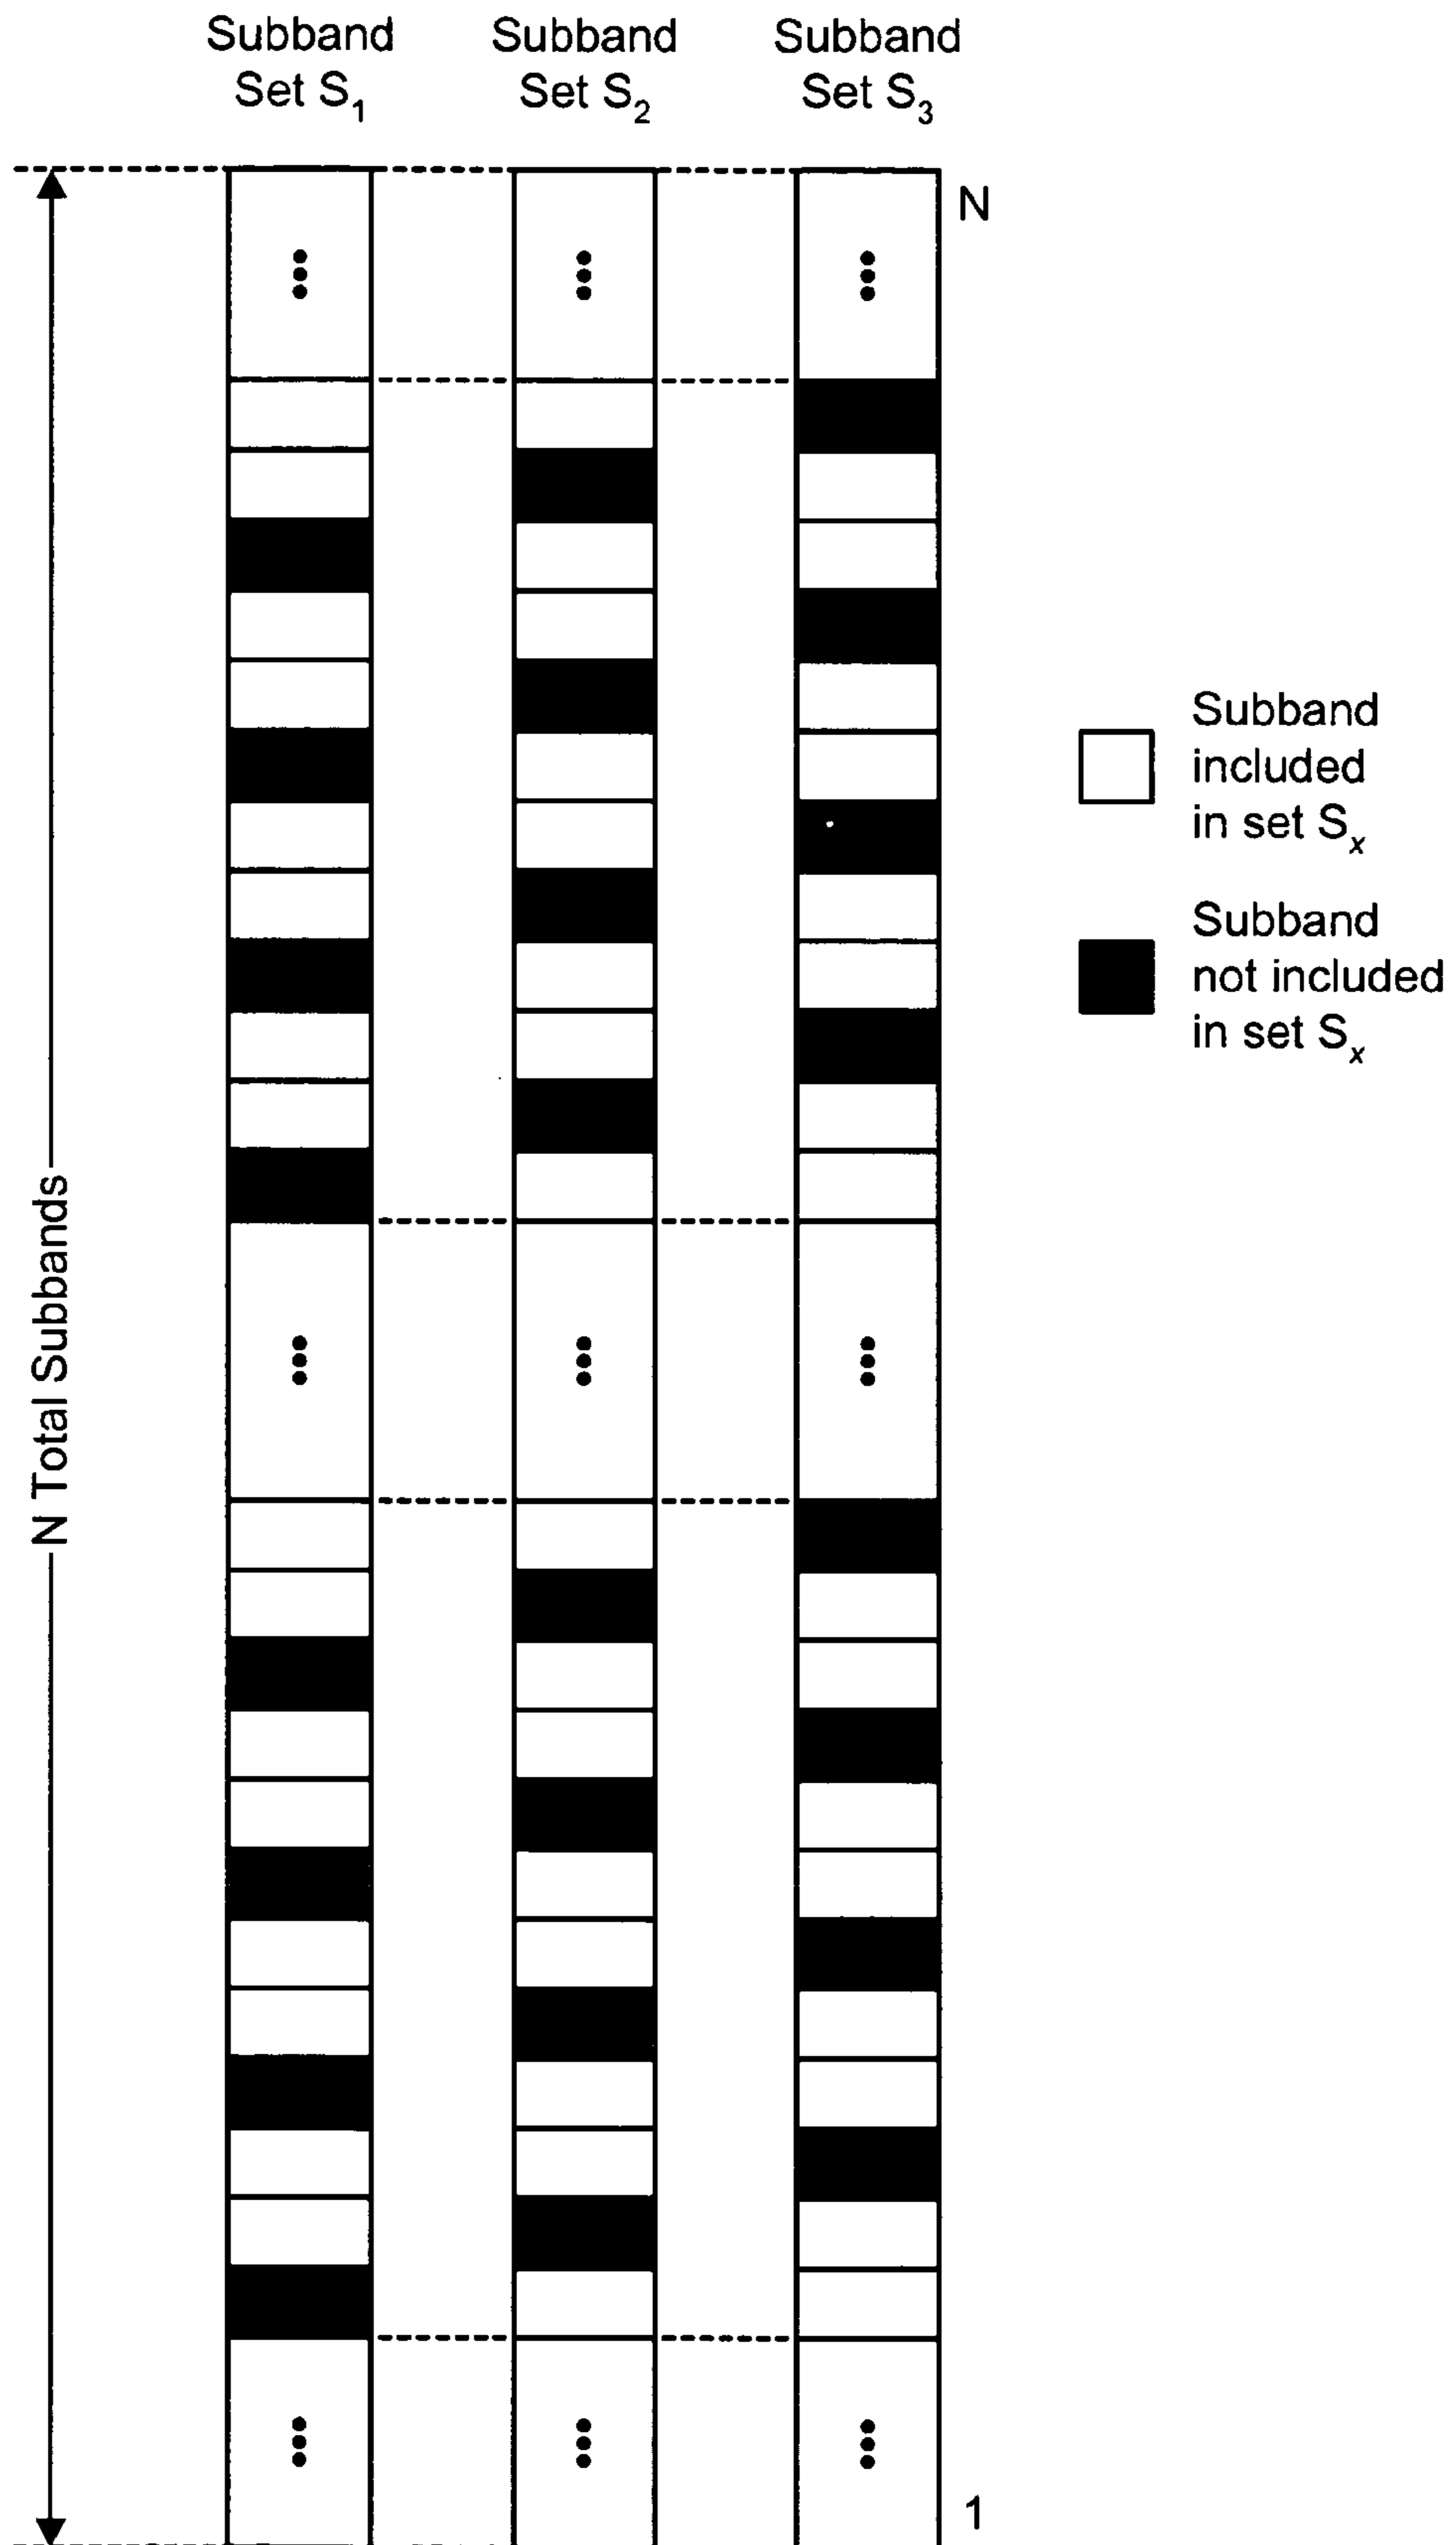 Subband
Set S₁
Subband
Set S₂
Subband
Set S₃
N
Subband
included
in set Sₓ
Subband
not included
in set Sₓ
N Total Subbands
1